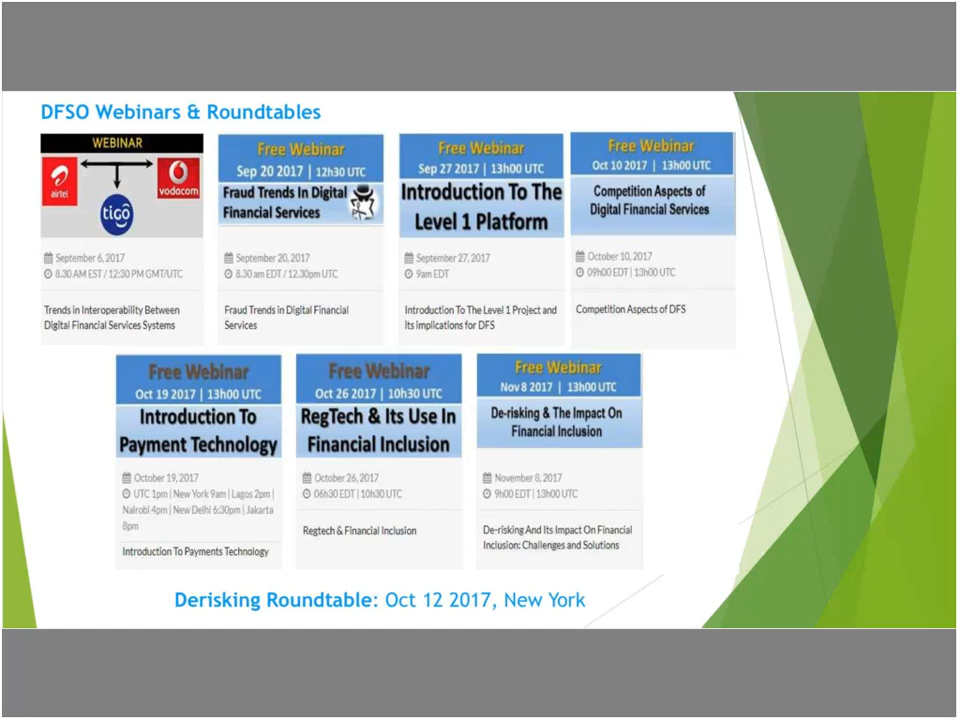 DFSO Webinars & Roundtables
WEBINAR
airtel
vodacom
tigo
September 6, 2017
8.30 AM EST / 12:30 PM GMT/UTC
Trends in Interoperability Between
Digital Financial Services Systems
Free Webinar
Sep 20 2017 | 12h30 UTC
Fraud Trends In Digital
Financial Services
September 20, 2017
8.30 am EDT / 12.30pm UTC
Fraud Trends in Digital Financial
Services
Free Webinar
Sep 27 2017 | 13h00 UTC
Introduction To The
Level 1 Platform
September 27, 2017
9am EDT
Introduction To The Level 1 Project and
its Implications for DFS
Free Webinar
Oct 10 2017 | 13h00 UTC
Competition Aspects of
Digital Financial Services
October 10, 2017
09h00 EDT | 13h00 UTC
Competition Aspects of DFS
Free Webinar
Oct 19 2017 | 13h00 UTC
Introduction To
Payment Technology
October 19, 2017
UTC 1pm | New York 9am | Lagos 2pm |
Nairobi 4pm | New Delhi 6:30pm | Jakarta
8pm
Introduction To Payments Technology
Free Webinar
Oct 26 2017 | 10h30 UTC
RegTech & Its Use In
Financial Inclusion
October 26, 2017
06h30 EDT | 10h30 UTC
Regtech & Financial Inclusion
Free Webinar
Nov 8 2017 | 13h00 UTC
De-risking & The Impact On
Financial Inclusion
November 8, 2017
9h00 EDT | 13h00 UTC
De-risking And Its Impact On Financial
Inclusion: Challenges and Solutions
Derisking Roundtable: Oct 12 2017, New York